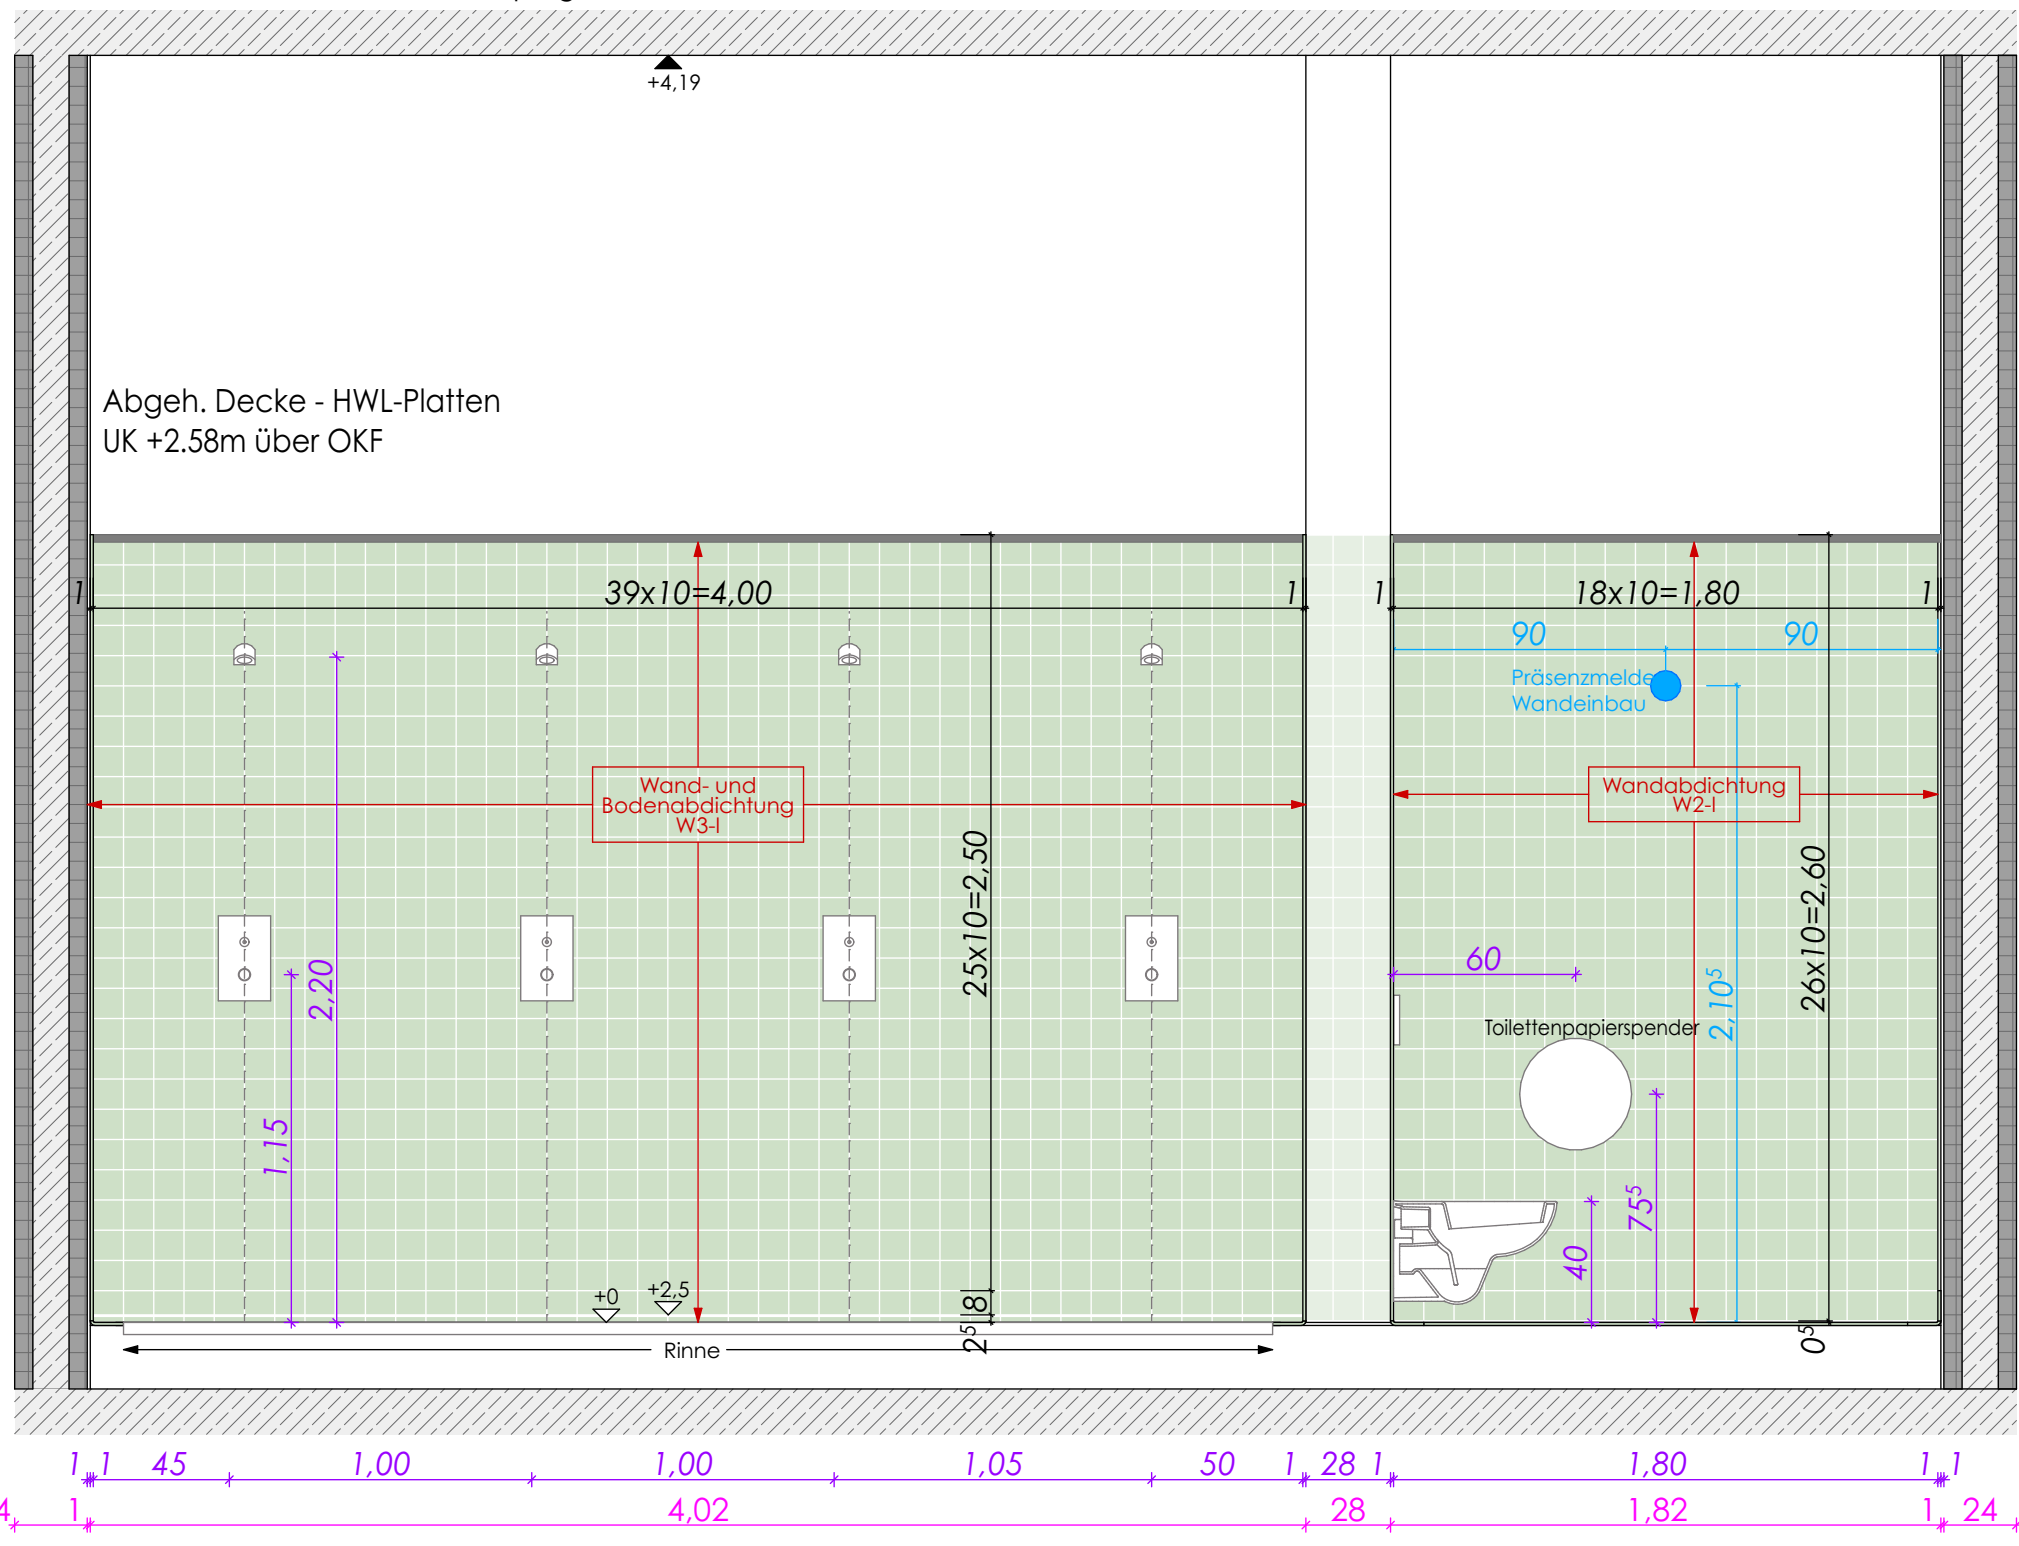 +4,19
Abgeh. Decke - HWL-Platten
UK +2.58m über OKF
1
39x10=4,00
1
1
18x10=1,80
1
90
90
Präsenzmelde
Wandeinbau
Wand- und
Bodenabdichtung
W3-I
Wandabdichtung
W2-I
25x10=2,50
26x10=2,60
2,20
1,15
60
2,10⁵
Toilettenpapierspender
75⁵
40
+0
+2,5
8
2⁵
0⁵
Rinne
1 1 45 1,00 1,00 1,05 50 1 28 1 1,80 1 1
4 1 4,02 28 1,82 1 24